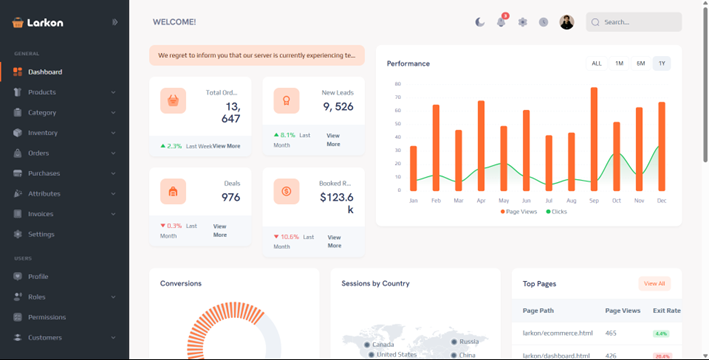 Larkon
GENERAL
Dashboard
Products
Category
Inventory
Orders
Purchases
Attributes
Invoices
Settings
USERS
Profile
Roles
Permissions
Customers
WELCOME!
3
Search...
We regret to inform you that our server is currently experiencing te...
Total Ord...
13,
647
2.3% Last Week View More
New Leads
9, 526
8.1% Last
Month
View
More
Deals
976
0.3% Last
Month
View
More
Booked R...
$123.6
k
10.6% Last
Month
View
More
Performance
ALL 1M 6M 1Y
80
70
60
50
40
30
20
10
0
Jan Feb Mar Apr May Jun Jul Aug Sep Oct Nov Dec
Page Views Clicks
Conversions
Sessions by Country
Canada
United States
Russia
China
Top Pages
View All
Page Path Page Views Exit Rate
larkon/ecommerce.html 465 4.4%
larkon/dashboard.html 426 20.4%